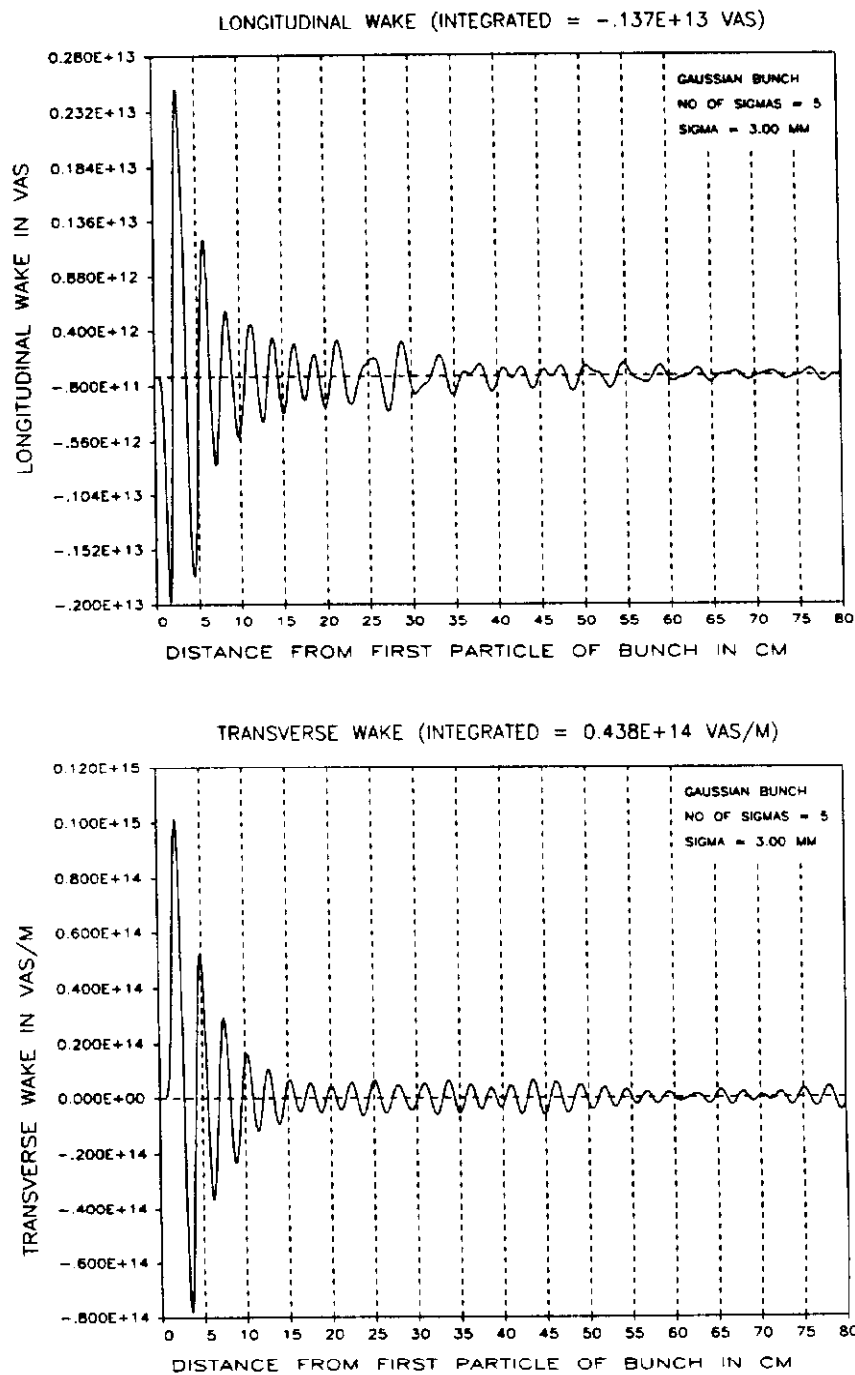 LONGITUDINAL WAKE (INTEGRATED = -.137E+13 VAS)
0.280E+13
0.232E+13
0.184E+13
0.136E+13
0.880E+12
0.400E+12
-.800E+11
-.560E+12
-.104E+13
-.152E+13
-.200E+13
LONGITUDINAL WAKE IN VAS
GAUSSIAN BUNCH
NO OF SIGMAS = 5
SIGMA = 3.00 MM
0 5 10 15 20 25 30 35 40 45 50 55 60 65 70 75 80
DISTANCE FROM FIRST PARTICLE OF BUNCH IN CM
TRANSVERSE WAKE (INTEGRATED = 0.438E+14 VAS/M)
0.120E+15
0.100E+15
0.800E+14
0.600E+14
0.400E+14
0.200E+14
0.000E+00
-.200E+14
-.400E+14
-.600E+14
-.800E+14
TRANSVERSE WAKE IN VAS/M
GAUSSIAN BUNCH
NO OF SIGMAS = 5
SIGMA = 3.00 MM
0 5 10 15 20 25 30 35 40 45 50 55 60 65 70 75 80
DISTANCE FROM FIRST PARTICLE OF BUNCH IN CM